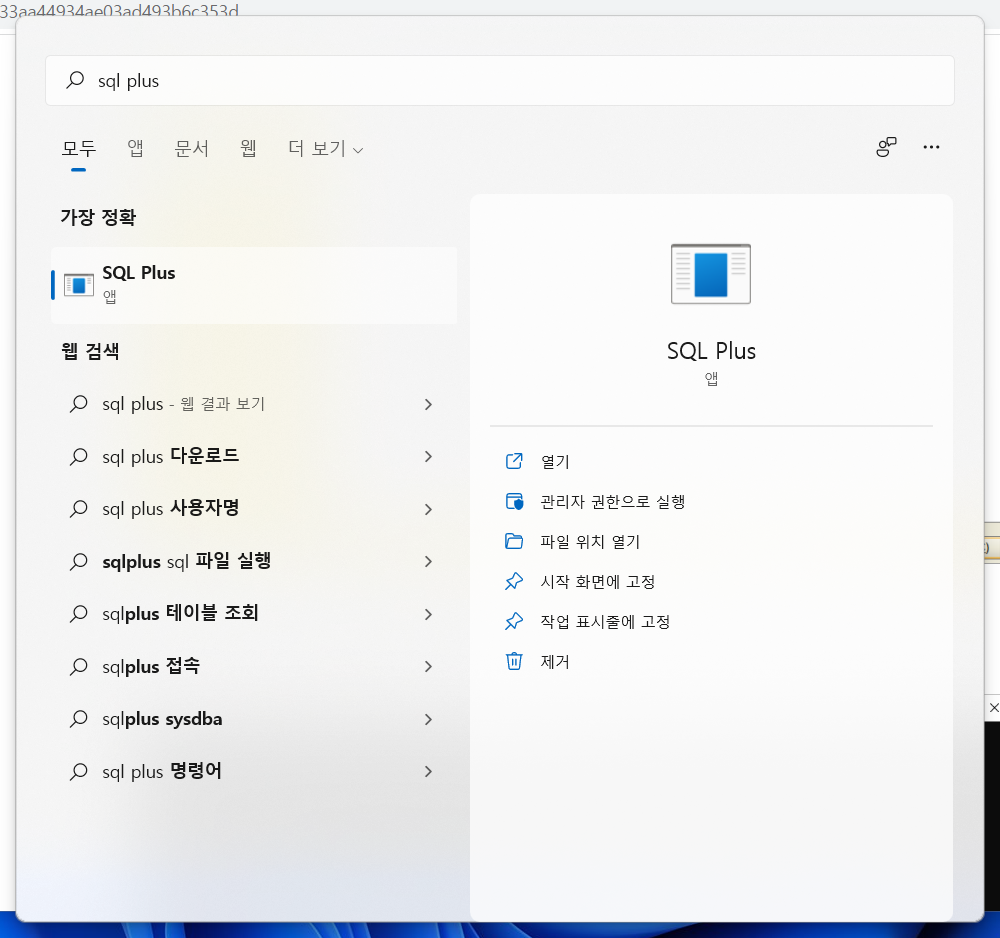 33aa44934ae03ad493b6c353d
sql plus
모두 앱 문서 웹 더 보기
가장 정확
SQL Plus
앱
웹 검색
sql plus - 웹 결과 보기
sql plus 다운로드
sql plus 사용자명
sqlplus sql 파일 실행
sqlplus 테이블 조회
sqlplus 접속
sqlplus sysdba
sql plus 명령어
SQL Plus
앱
열기
관리자 권한으로 실행
파일 위치 열기
시작 화면에 고정
작업 표시줄에 고정
제거